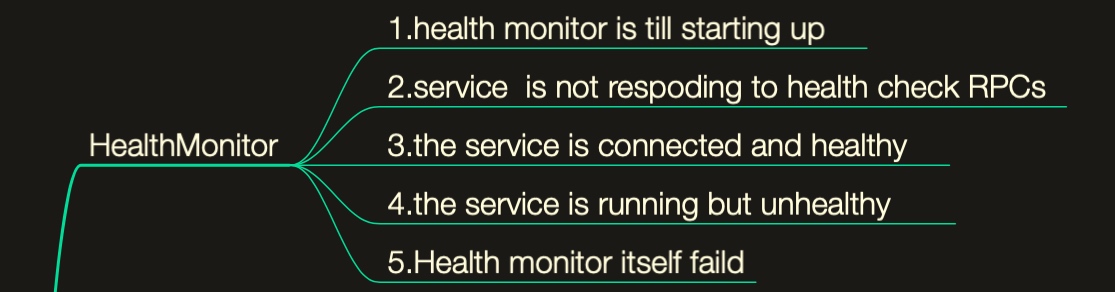 1.health monitor is till starting up
2.service  is not respoding to health check RPCs
HealthMonitor
3.the service is connected and healthy
4.the service is running but unhealthy
5.Health monitor itself faild